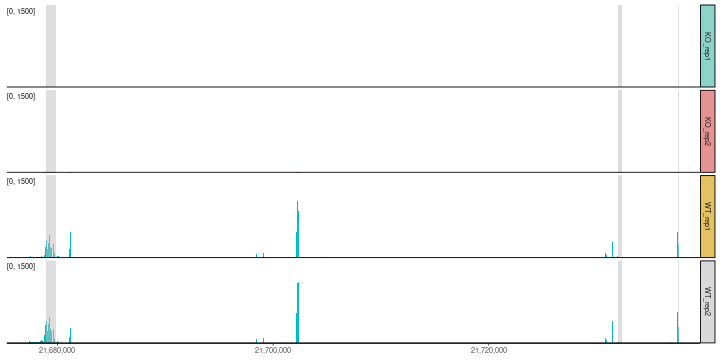 [0, 1500]
KO_rep1
[0, 1500]
KO_rep2
[0, 1500]
WT_rep1
[0, 1500]
WT_rep2
21,680,000 21,700,000 21,720,000